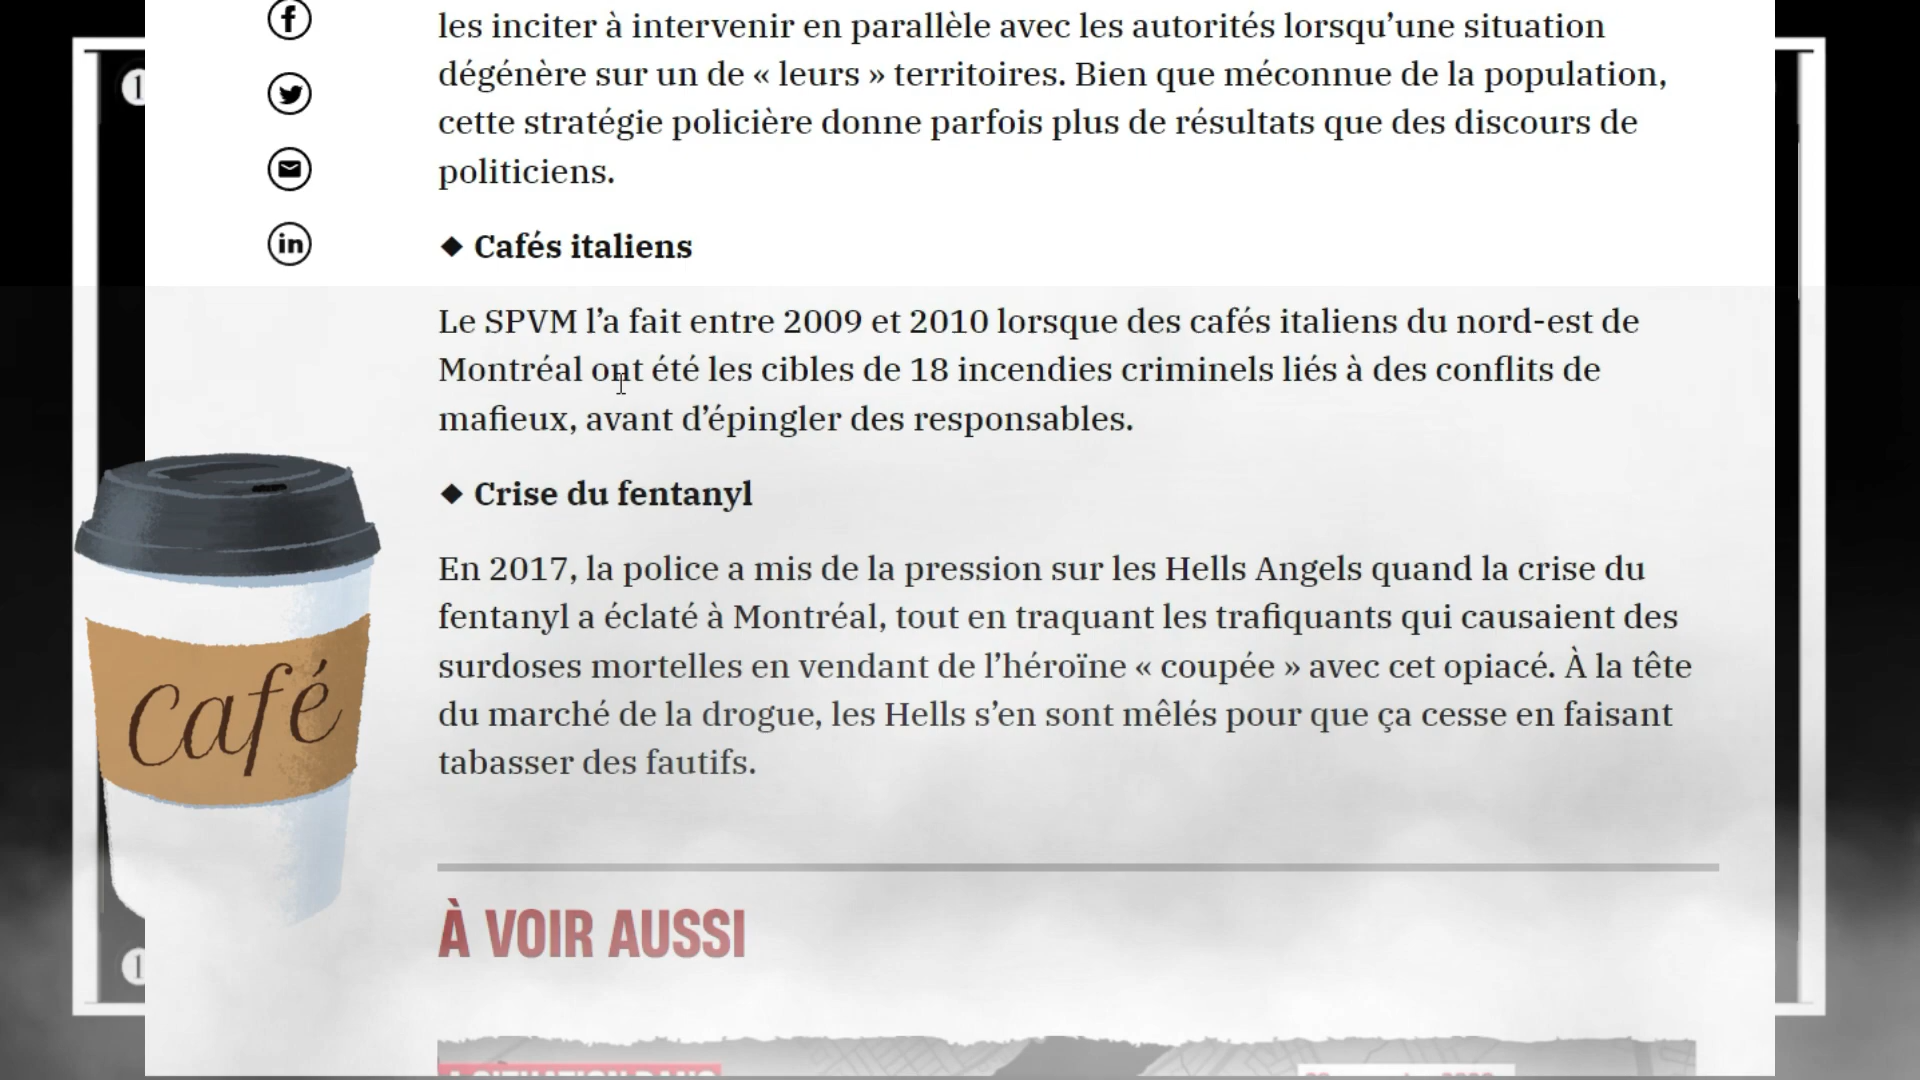 les inciter à intervenir en parallèle avec les autorités lorsqu’une situation
dégénère sur un de « leurs » territoires. Bien que méconnue de la population,
cette stratégie policière donne parfois plus de résultats que des discours de
politiciens.
◆ Cafés italiens
Le SPVM l’a fait entre 2009 et 2010 lorsque des cafés italiens du nord-est de
Montréal ont été les cibles de 18 incendies criminels liés à des conflits de
mafieux, avant d’épingler des responsables.
◆ Crise du fentanyl
En 2017, la police a mis de la pression sur les Hells Angels quand la crise du
fentanyl a éclaté à Montréal, tout en traquant les trafiquants qui causaient des
surdoses mortelles en vendant de l’héroïne « coupée » avec cet opiacé. À la tête
du marché de la drogue, les Hells s’en sont mêlés pour que ça cesse en faisant
tabasser des fautifs.
Café
À VOIR AUSSI